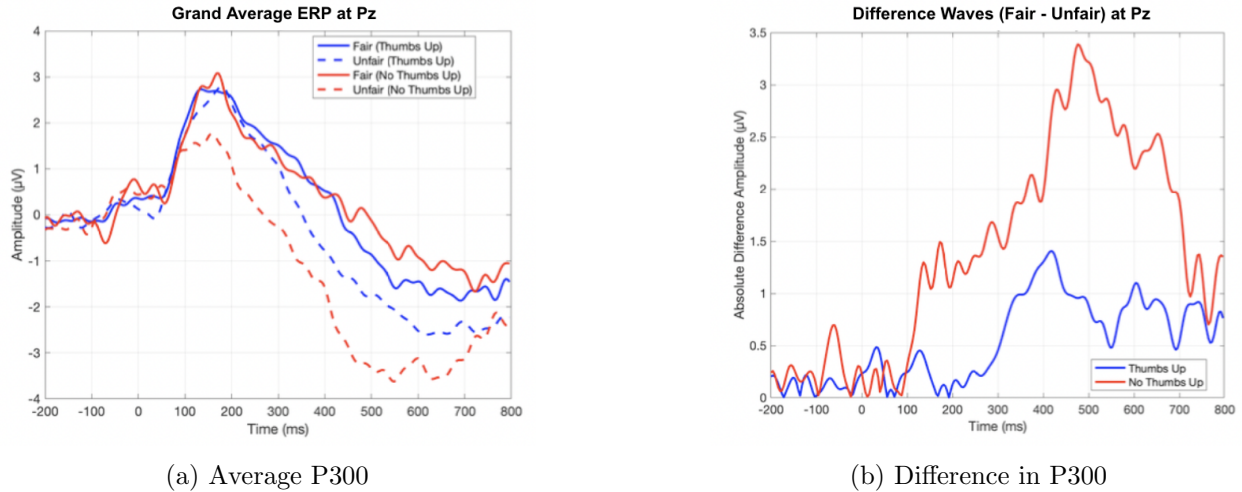 Grand Average ERP at Pz
Amplitude (μV)
4
3
2
1
0
-1
-2
-3
-4
Fair (Thumbs Up)
Unfair (Thumbs Up)
Fair (No Thumbs Up)
Unfair (No Thumbs Up)
-200 -100 0 100 200 300 400 500 600 700 800
Time (ms)
(a) Average P300
Difference Waves (Fair - Unfair) at Pz
Absolute Difference Amplitude (μV)
3.5
3
2.5
2
1.5
1
0.5
0
Thumbs Up
No Thumbs Up
-200 -100 0 100 200 300 400 500 600 700 800
Time (ms)
(b) Difference in P300